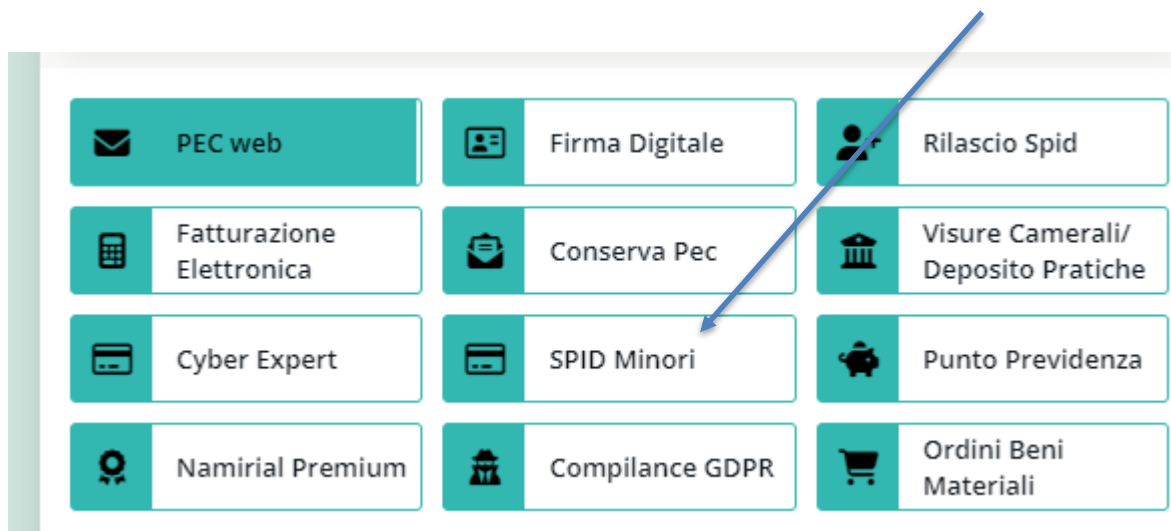 PEC web
Firma Digitale
Rilascio Spid
Fatturazione
Elettronica
Conserva Pec
Visure Camerali/
Deposito Pratiche
Cyber Expert
SPID Minori
Punto Previdenza
Namirial Premium
Compilance GDPR
Ordini Beni
Materiali